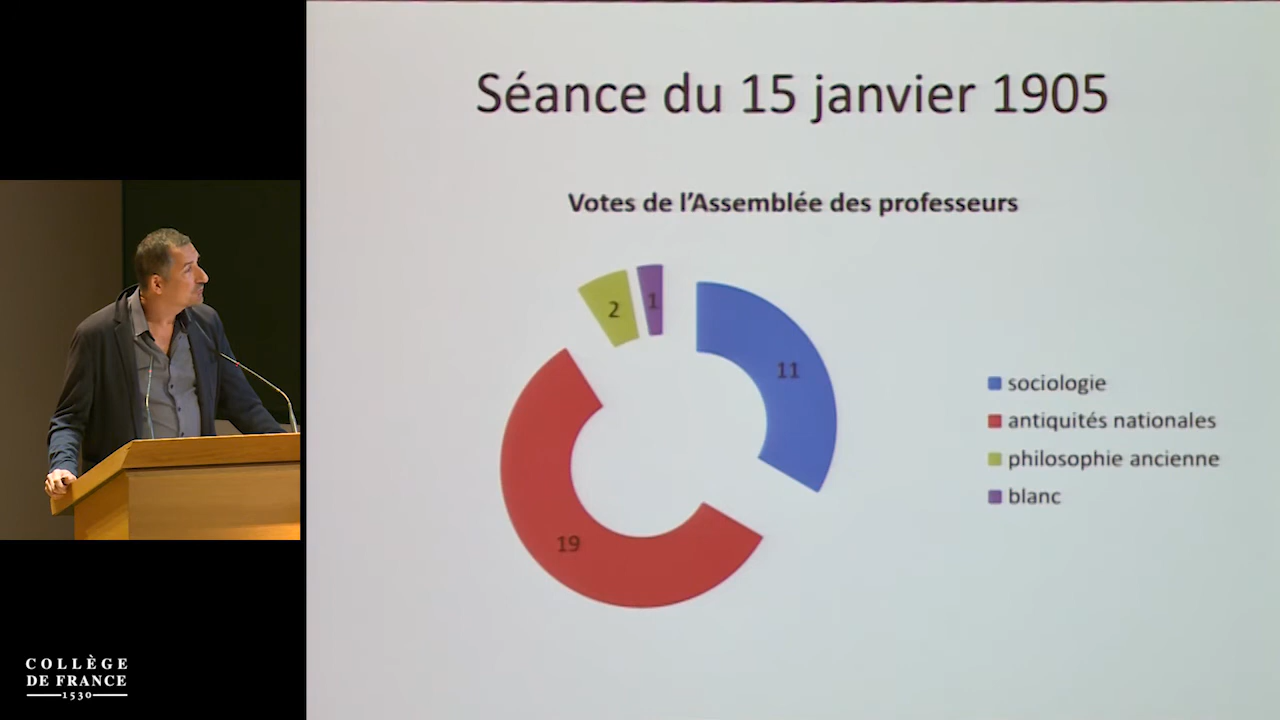 Séance du 15 janvier 1905
Votes de l'Assemblée des professeurs
2
1
11
19
sociologie
antiquités nationales
philosophie ancienne
blanc
COLLÈGE
DE FRANCE
1530